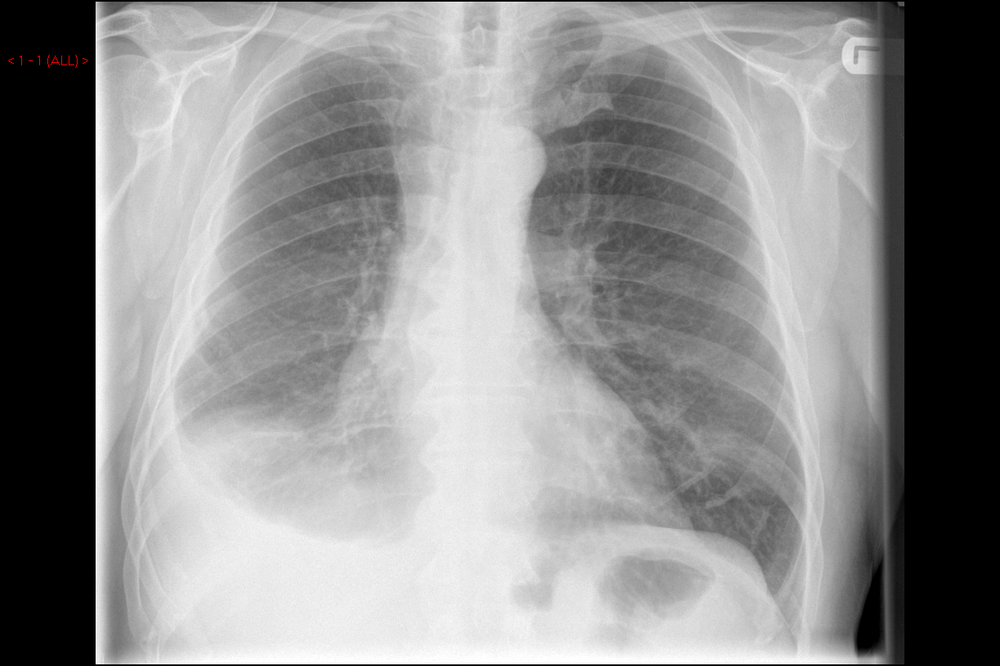 < 1 - 1 (ALL) >
L